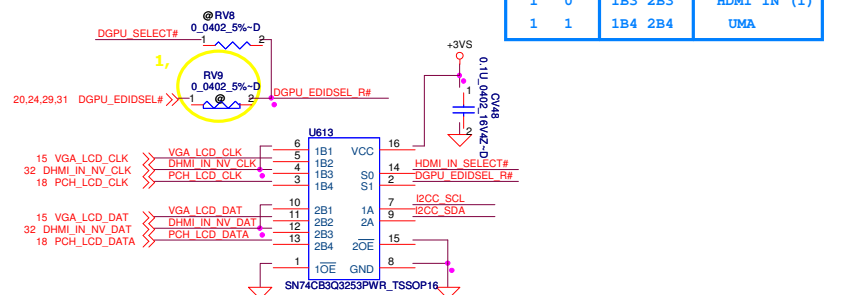 1 0 1B3 2B3 HDMI IN (1)
1 1 1B4 2B4 UMA
@ RV8
0_0402_5%~D
DGPU_SELECT# 1 2
1,
RV9
0_0402_5%~D
@
20,24,29,31 DGPU_EDIDSEL# 1 2 DGPU_EDIDSEL_R#
+3VS
1
2
CV48
0.1U_0402_16V4Z~D
U613
15 VGA_LCD_CLK VGA_LCD_CLK 6 1B1 VCC 16
5 1B2
32 DHMI_IN_NV_CLK DHMI_IN_NV_CLK 4 1B3 S0 14 HDMI_IN_SELECT#
18 PCH_LCD_CLK PCH_LCD_CLK 3 1B4 S1 2 DGPU_EDIDSEL_R#
15 VGA_LCD_DAT VGA_LCD_DAT 10 2B1 1A 7 I2CC_SCL
11 2B2 2A 9 I2CC_SDA
32 DHMI_IN_NV_DAT DHMI_IN_NV_DAT 12 2B3
18 PCH_LCD_DATA PCH_LCD_DATA 13 2B4 2OE 15
1 1OE GND 8
SN74CB3Q3253PWR_TSSOP16